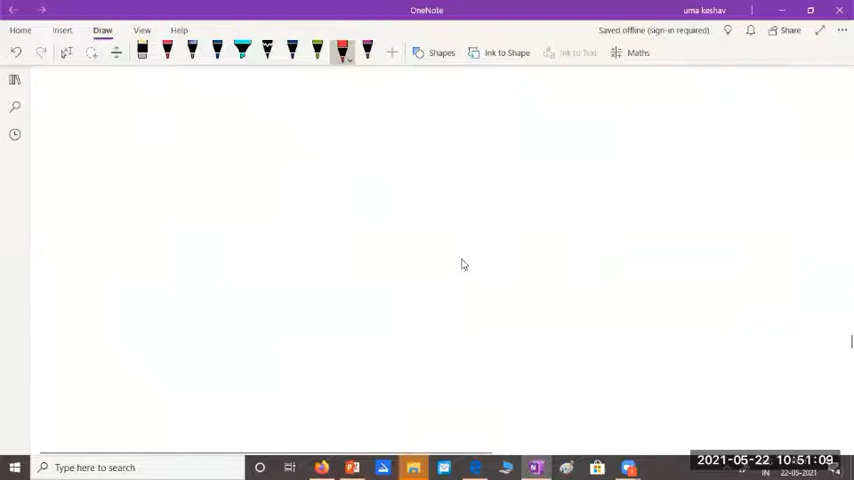 OneNote
uma keshav
Home Insert Draw View Help
Saved offline (sign-in required)
Share
Shapes
Ink to Shape
Ink to Text
Maths
Type here to search
2021-05-22 10:51:09
IN
22-05-2021
4